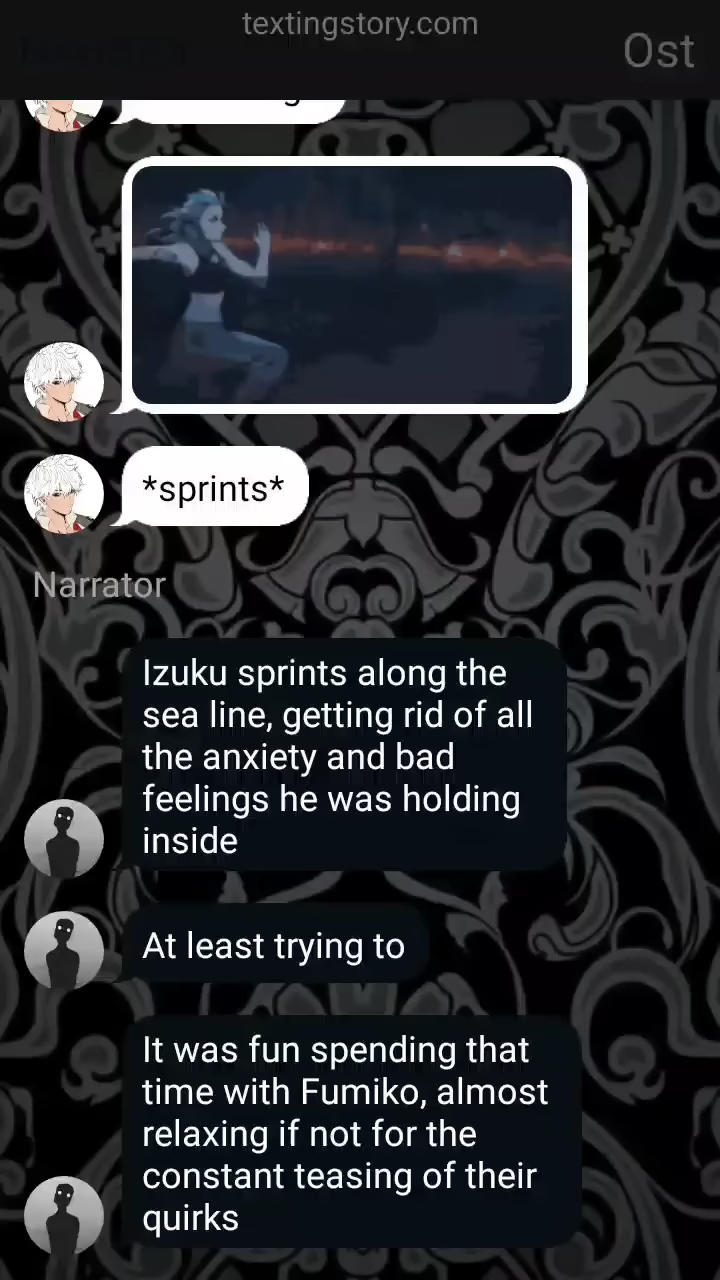 textingstory.com
Ost
*sprints*
Narrator
Izuku sprints along the
sea line, getting rid of all
the anxiety and bad
feelings he was holding
inside
At least trying to
It was fun spending that
time with Fumiko, almost
relaxing if not for the
constant teasing of their
quirks